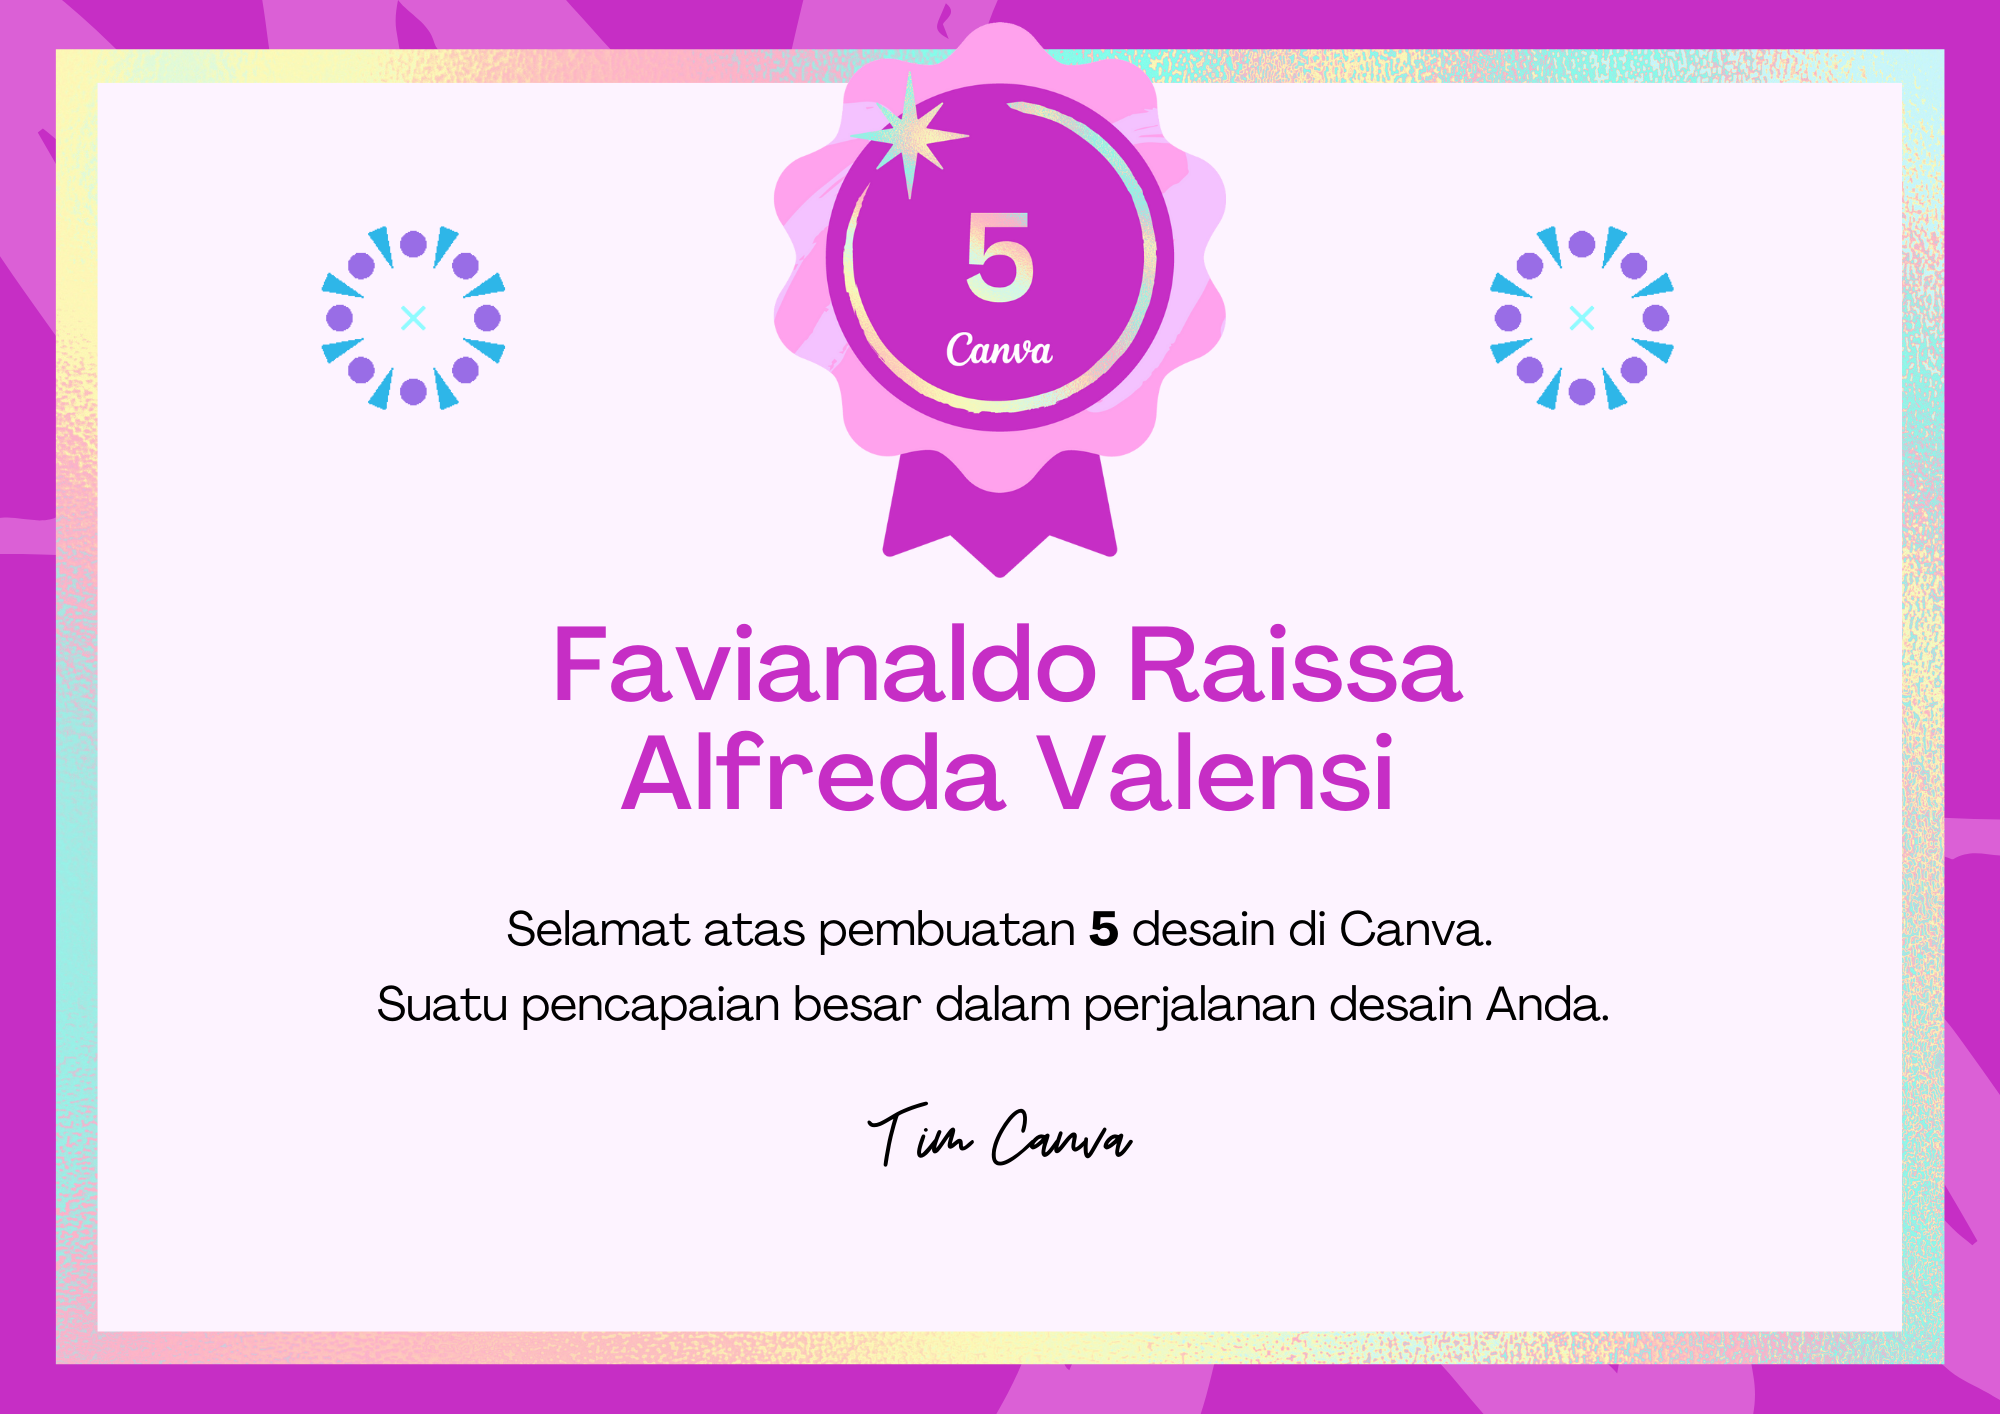 5
Canva
Favianaldo Raissa
Alfreda Valensi
Selamat atas pembuatan 5 desain di Canva.
Suatu pencapaian besar dalam perjalanan desain Anda.
Tim Canva